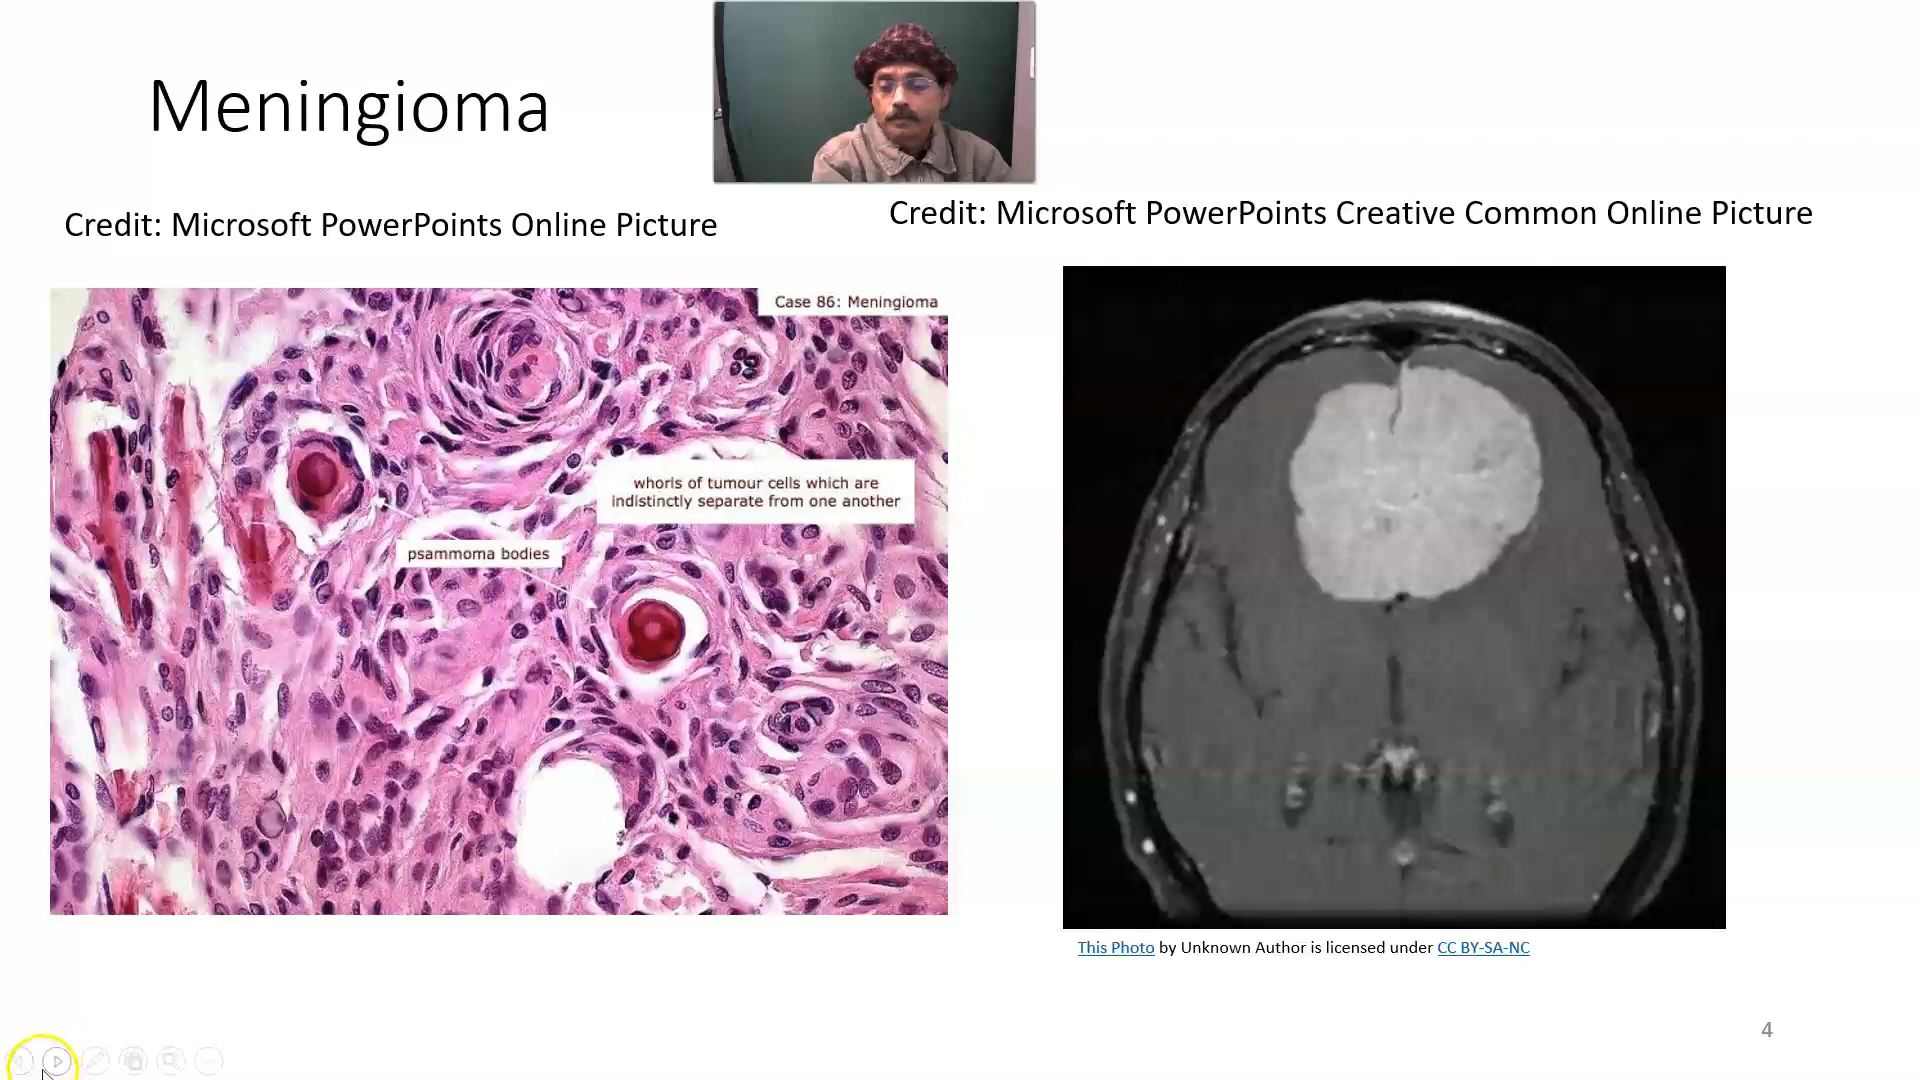 Meningioma
Credit: Microsoft PowerPoints Online Picture
Credit: Microsoft PowerPoints Creative Common Online Picture
Case 86: Meningioma
whorls of tumour cells which are
indistinctly separate from one another
psammoma bodies
This Photo by Unknown Author is licensed under CC BY-SA-NC
4